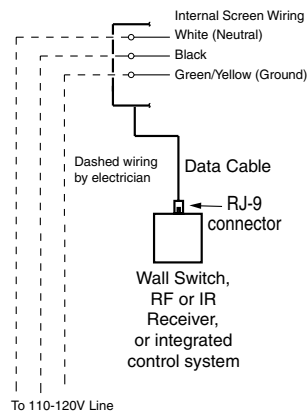 Internal Screen Wiring
White (Neutral)
Black
Green/Yellow (Ground)
Dashed wiring
by electrician
Data Cable
RJ-9
connector
Wall Switch,
RF or IR
Receiver,
or integrated
control system
To 110-120V Line